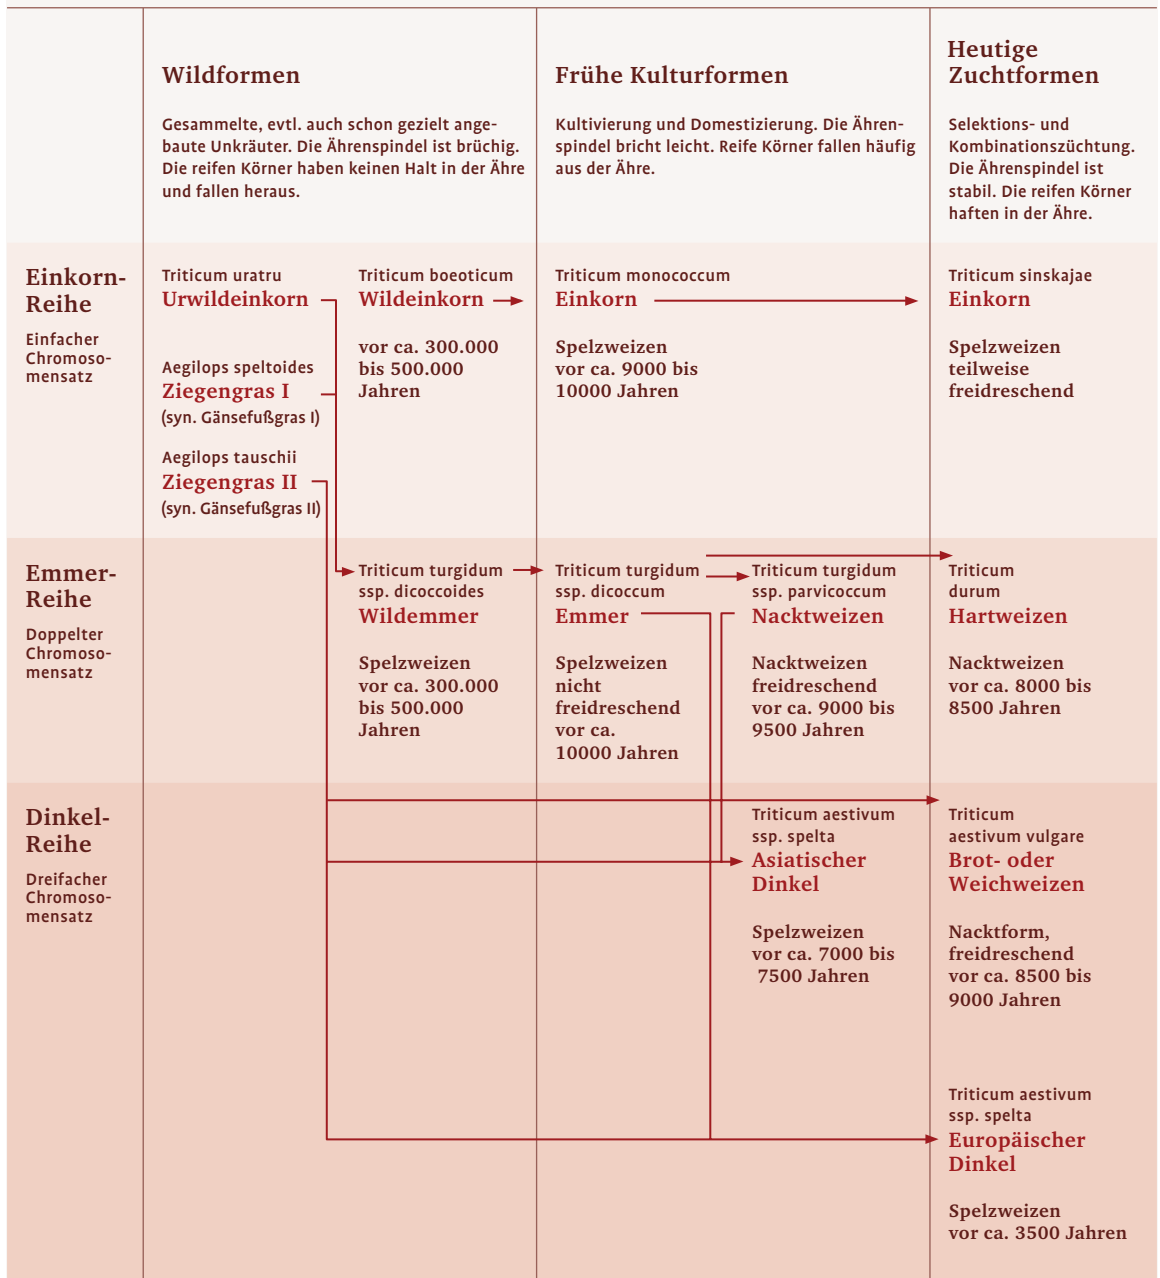 Wildformen
Gesammelte, evtl. auch schon gezielt ange-
baute Unkräuter. Die Ährenspindel ist brüchig.
Die reifen Körner haben keinen Halt in der Ähre
und fallen heraus.
Frühe Kulturformen
Kultivierung und Domestizierung. Die Ähren-
spindel bricht leicht. Reife Körner fallen häufig
aus der Ähre.
Heutige
Zuchtformen
Selektions- und
Kombinationszüchtung.
Die Ährenspindel ist
stabil. Die reifen Körner
haften in der Ähre.
Einkorn-
Reihe
Einfacher
Chromoso-
mensatz
Triticum uratru
Urwildeinkorn
Aegilops speltoides
Ziegengras I
(syn. Gänsefußgras I)
Aegilops tauschii
Ziegengras II
(syn. Gänsefußgras II)
Triticum boeoticum
Wildeinkorn
vor ca. 300.000
bis 500.000
Jahren
Triticum monococcum
Einkorn
Spelzweizen
vor ca. 9000 bis
10000 Jahren
Triticum sinskajae
Einkorn
Spelzweizen
teilweise
freidreschend
Emmer-
Reihe
Doppelter
Chromoso-
mensatz
Triticum turgidum
ssp. dicoccoides
Wildemmer
Spelzweizen
vor ca. 300.000
bis 500.000
Jahren
Triticum turgidum
ssp. dicoccum
Emmer
Spelzweizen
nicht
freidreschend
vor ca.
10000 Jahren
Triticum turgidum
ssp. parvicoccum
Nacktweizen
Nacktweizen
freidreschend
vor ca. 9000 bis
9500 Jahren
Triticum
durum
Hartweizen
Nacktweizen
vor ca. 8000 bis
8500 Jahren
Dinkel-
Reihe
Dreifacher
Chromoso-
mensatz
Triticum aestivum
ssp. spelta
Asiatischer
Dinkel
Spelzweizen
vor ca. 7000 bis
7500 Jahren
Triticum
aestivum vulgare
Brot- oder
Weichweizen
Nacktform,
freidreschend
vor ca. 8500 bis
9000 Jahren
Triticum aestivum
ssp. spelta
Europäischer
Dinkel
Spelzweizen
vor ca. 3500 Jahren